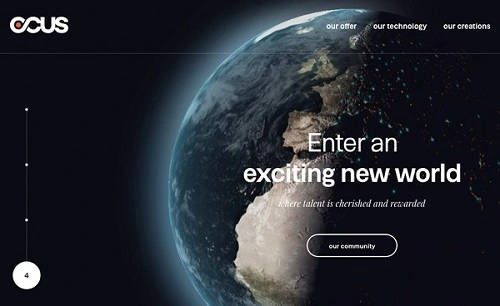 OCUS
our offer
our technology
our creations
Enter an
exciting new world
where talent is cherished and rewarded
our community
4